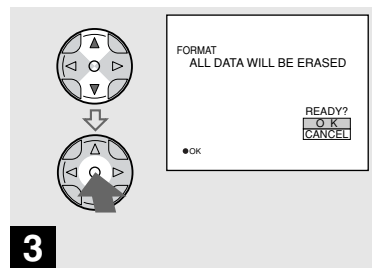 FORMAT
ALL DATA WILL BE ERASED
READY?
O K
CANCEL
●OK
3